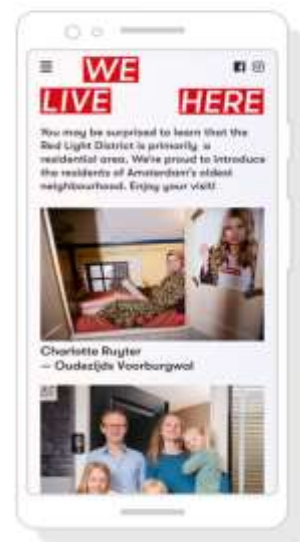 WE
LIVE HERE
You may be surprised to learn that the
Red Light District is primarily a
residential area. We're proud to introduce
the residents of Amsterdam's oldest
neighbourhood. Enjoy your visit!
Charlotte Ruyter
— Oudezijds Voorburgwal